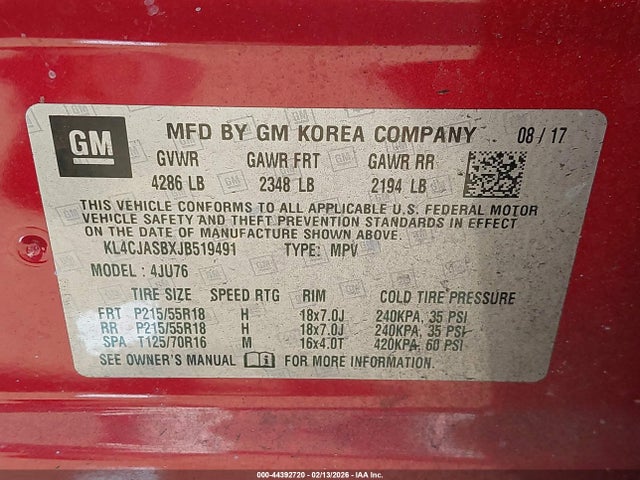 GM
MFD BY GM KOREA COMPANY 08 / 17
GVWR GAWR FRT GAWR RR
4286 LB 2348 LB 2194 LB
THIS VEHICLE CONFORMS TO ALL APPLICABLE U.S. FEDERAL MOTOR
VEHICLE SAFETY AND THEFT PREVENTION STANDARDS IN EFFECT
ON THE DATE OF MANUFACTURE SHOWN ABOVE.
KL4CJASBXJB519491 TYPE: MPV
MODEL : 4JU76
TIRE SIZE SPEED RTG RIM COLD TIRE PRESSURE
FRT P215/55R18 H 18x7.0J 240KPA, 35 PSI
RR P215/55R18 H 18x7.0J 240KPA, 35 PSI
SPA T125/70R16 M 16x4.0T 420KPA, 60 PSI
SEE OWNER'S MANUAL FOR MORE INFORMATION
000-44392720 - 02/13/2026 - IAA Inc.